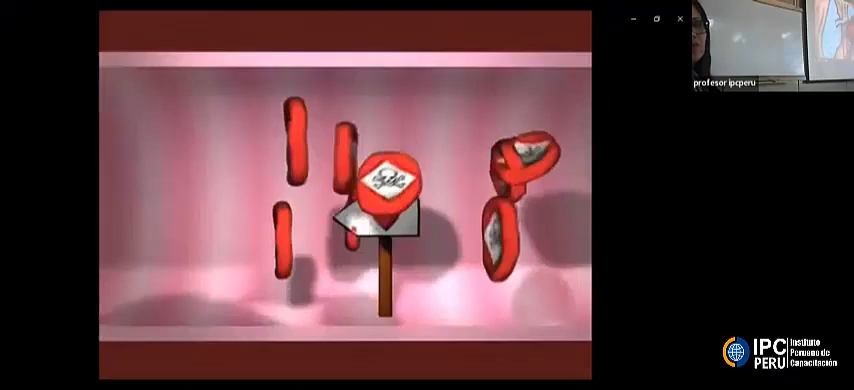 profesor ipcperu
IPC
PERU
Instituto
Peruano de
Capacitación